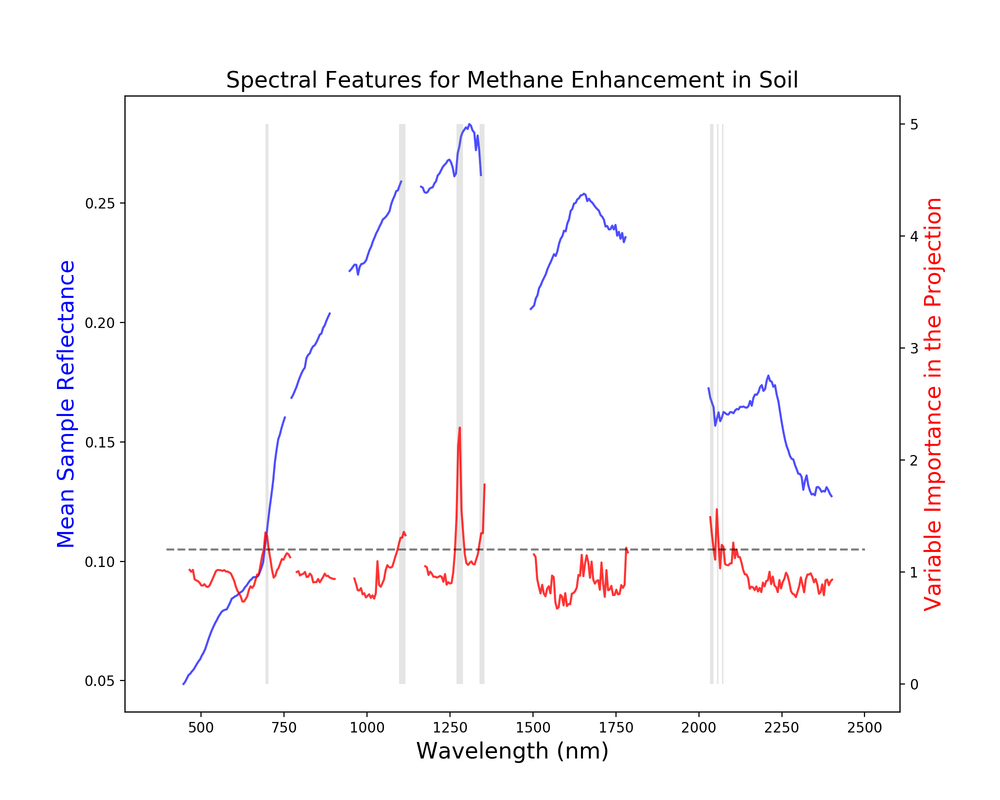 Spectral Features for Methane Enhancement in Soil
Mean Sample Reflectance
0.25
0.20
0.15
0.10
0.05
5
4
3
2
1
0
Variable Importance in the Projection
500 750 1000 1250 1500 1750 2000 2250 2500
Wavelength (nm)